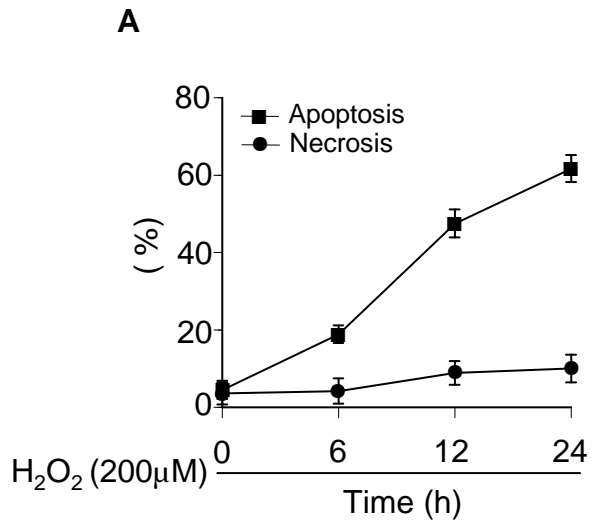 A
80
60
40
20
0
( %)
Apoptosis
Necrosis
0 6 12 24
H₂O₂ (200μM)
Time (h)